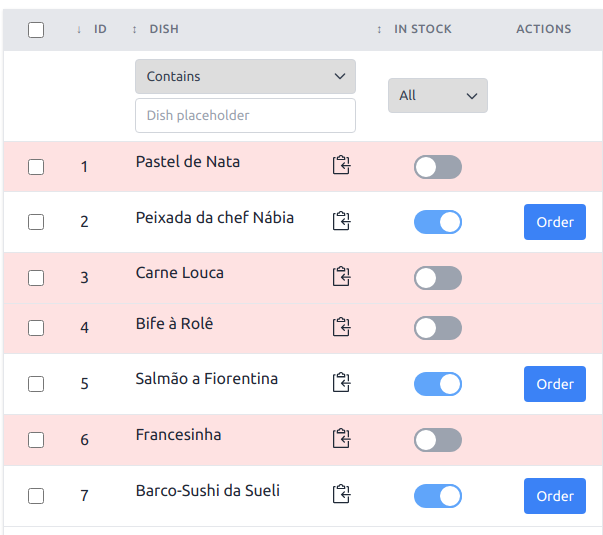 ↓ ID ↕ DISH ↕ IN STOCK ACTIONS
Contains
All
Dish placeholder
1 Pastel de Nata
2 Peixada da chef Nábia Order
3 Carne Louca
4 Bife à Rolê
5 Salmão a Fiorentina Order
6 Francesinha
7 Barco-Sushi da Sueli Order